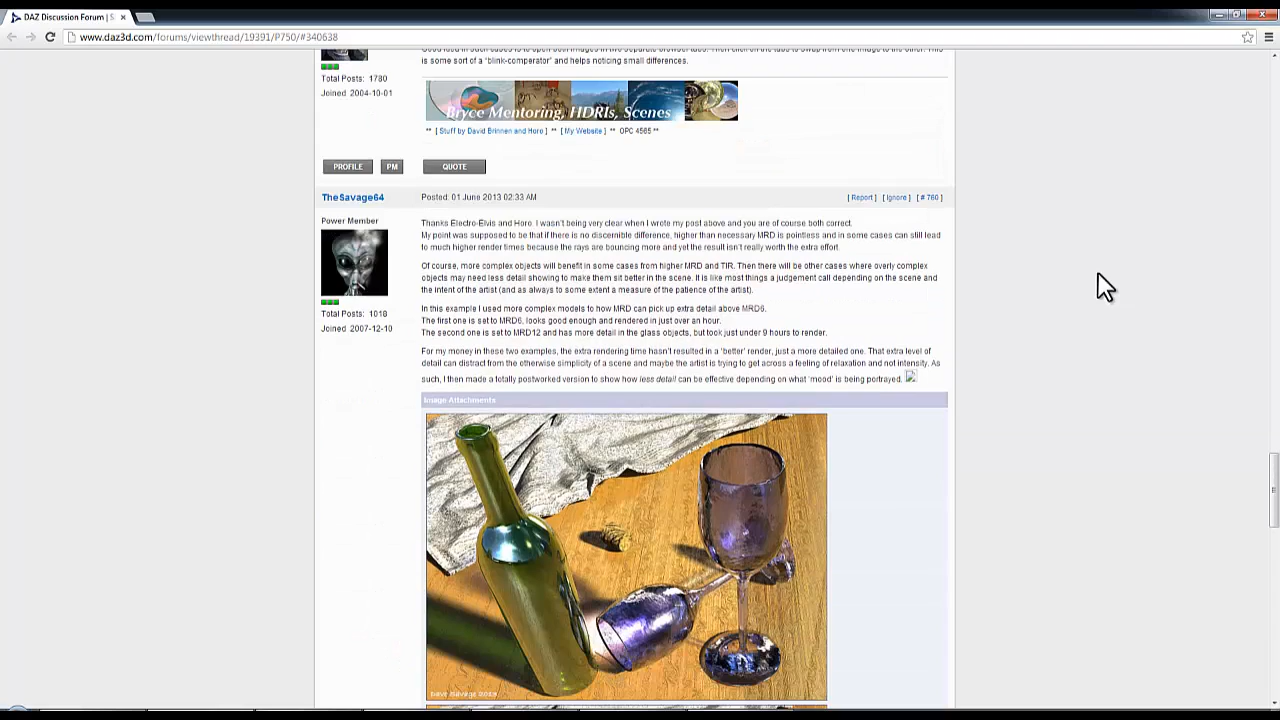 DAZ Discussion Forum | S
www.daz3d.com/forums/viewthread/19391/P750/#340638
is some sort of a "blink-comperator" and helps noticing small differences.
Total Posts: 1780
Joined: 2004-10-01
Bryce Mentoring, HDRIs, Scenes
** [ Stuff by David Brinnen and Horo ] ** [ My Website ] ** OPC 4565 **
PROFILE PM QUOTE
TheSavage64 Posted: 01 June 2013 02:33 AM [ Report ] [ Ignore ] [ # 760 ]
Power Member
Thanks Electro-Elvis and Horo. I wasn't being very clear when I wrote my post above and you are of course both correct.
My point was supposed to be that if there is no discernible difference, higher than necessary MRD is pointless and in some cases can still lead
to much higher render times because the rays are bouncing more and yet the result isn't really worth the extra effort.
Of course, more complex objects will benefit in some cases from higher MRD and TIR. Then there will be other cases where overly complex
objects may need less detail showing to make them sit better in the scene. It is like most things a judgement call depending on the scene and
the intent of the artist (and as always to some extent a measure of the patience of the artist).
Total Posts: 1018
Joined: 2007-12-10
In this example I used more complex models to how MRD can pick up extra detail above MRD6.
The first one is set to MRD6, looks good enough and rendered in just over an hour.
The second one is set to MRD12 and has more detail in the glass objects, but took just under 9 hours to render.
For my money in these two examples, the extra rendering time hasn't resulted in a 'better' render, just a more detailed one. That extra level of
detail can distract from the otherwise simplicity of a scene and maybe the artist is trying to get across a feeling of relaxation and not intensity. As
such, I then made a totally postworked version to show how less detail can be effective depending on what 'mood' is being portrayed.
Image Attachments
Dave Savage 2013